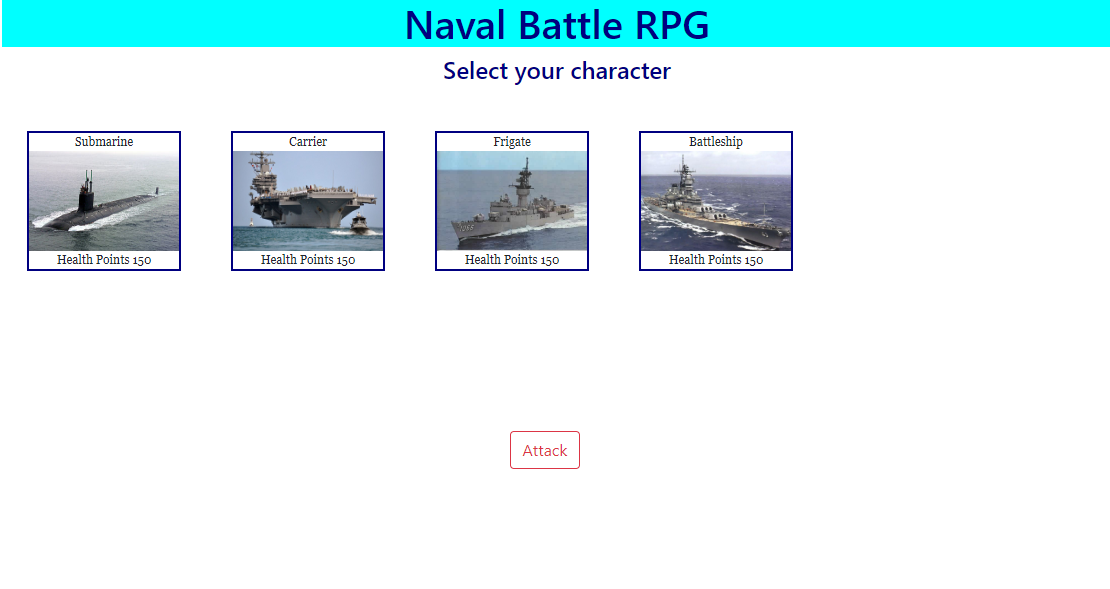 Naval Battle RPG
Select your character
Submarine
Carrier
Frigate
Battleship
1066
Health Points 150
Health Points 150
Health Points 150
Health Points 150
Attack